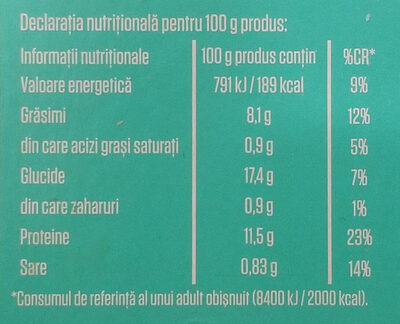 Declarația nutrițională pentru 100 g produs:
Informații nutriționale 100 g produs conțin %CR*
Valoare energetică 791 kJ / 189 kcal 9%
Grăsimi 8,1 g 12%
din care acizi grași saturați 0,9 g 5%
Glucide 17,4 g 7%
din care zaharuri 0,9 g 1%
Proteine 11,5 g 23%
Sare 0,83 g 14%
*Consumul de referință al unui adult obișnuit (8400 kJ / 2000 kcal).